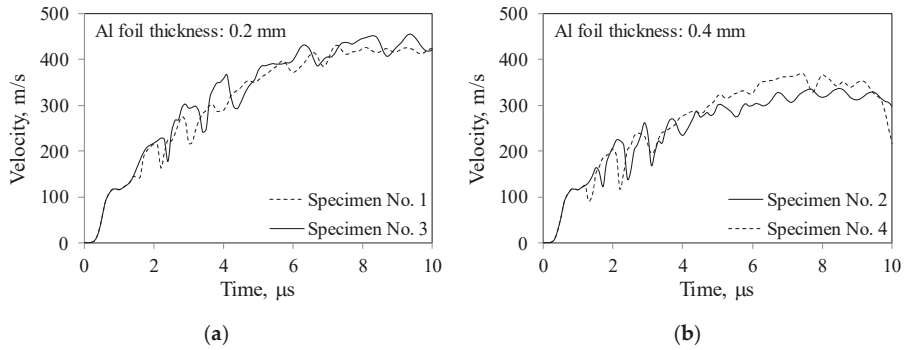 Al foil thickness: 0.2 mm
Velocity, m/s
500
400
300
200
100
0
Specimen No. 1
Specimen No. 3
0 2 4 6 8 10
Time, μs
(a)
Al foil thickness: 0.4 mm
Velocity, m/s
500
400
300
200
100
0
Specimen No. 2
Specimen No. 4
0 2 4 6 8 10
Time, μs
(b)